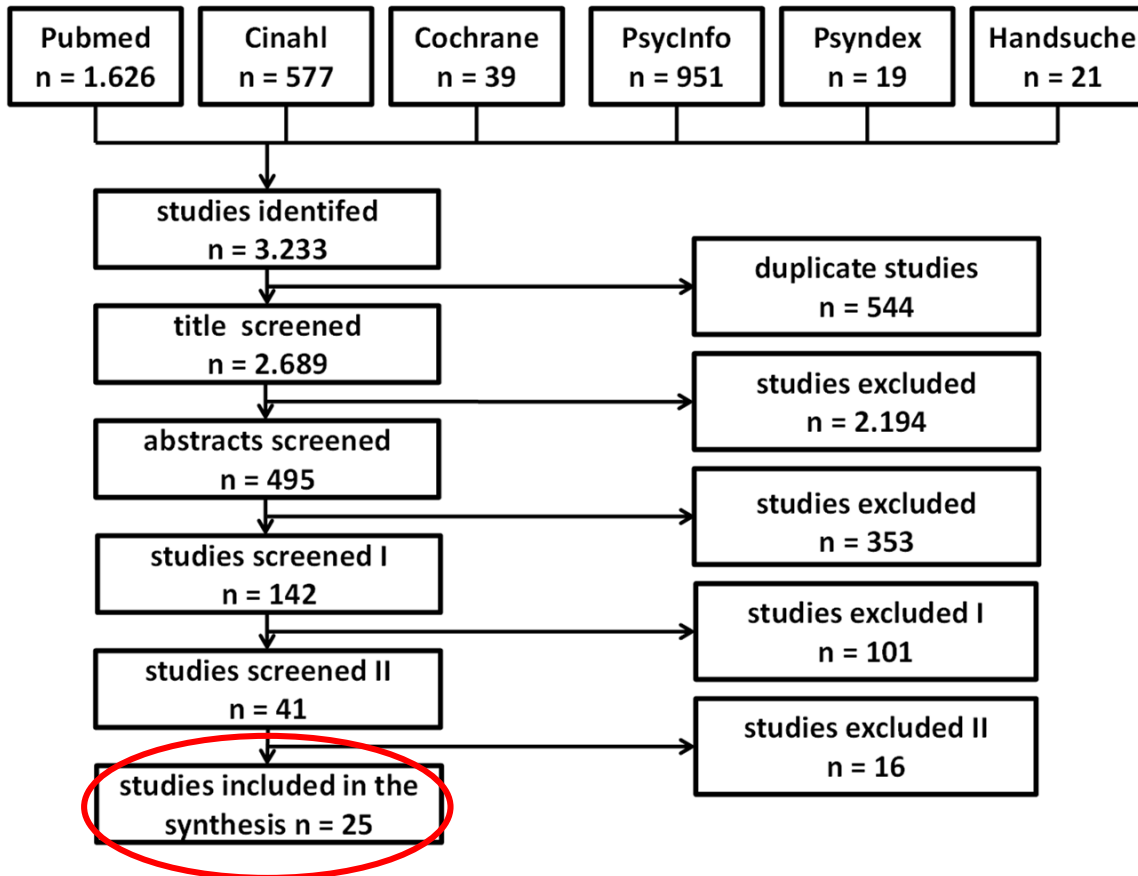 Pubmed
n = 1.626
Cinahl
n = 577
Cochrane
n = 39
PsycInfo
n = 951
Psyndex
n = 19
Handsuche
n = 21
studies identifed
n = 3.233
duplicate studies
n = 544
title screened
n = 2.689
studies excluded
n = 2.194
abstracts screened
n = 495
studies excluded
n = 353
studies screened I
n = 142
studies excluded I
n = 101
studies screened II
n = 41
studies excluded II
n = 16
studies included in the
synthesis n = 25